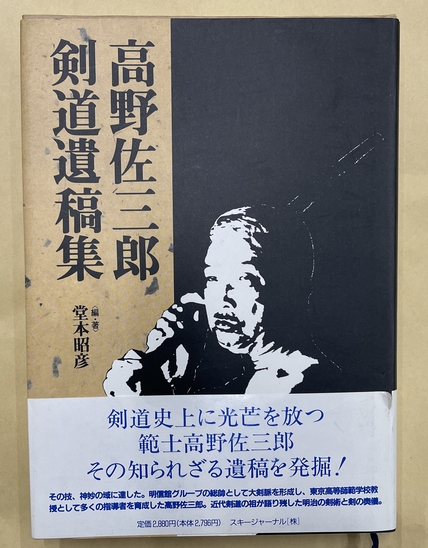 高野佐三郎
剣道遺稿集
〈編・著〉
堂本昭彦
剣道史上に光芒を放つ
範士高野佐三郎
その知られざる遺稿を発掘!
その技、神妙の域に達した。明信館グループの総帥として大剣脈を形成し、東京高等師範学校教
授として多くの指導者を育成した高野佐三郎。近代剣道の祖が語り残した明治の剣術と剣の奥儀。
定価2,880円(本体2,796円) スキージャーナル[株]